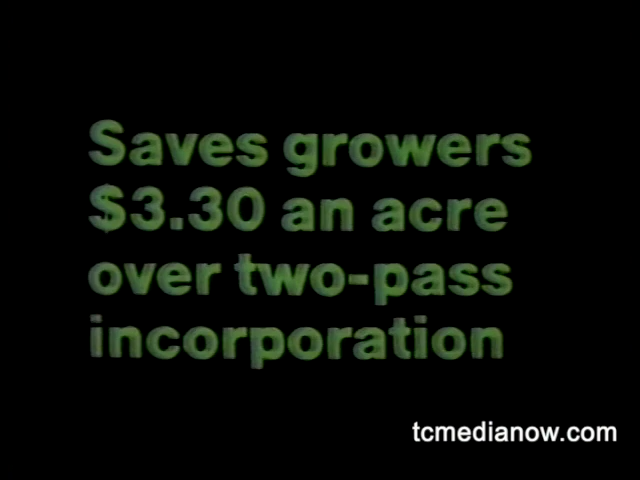 Saves growers
$3.30 an acre
over two-pass
incorporation
tcmedianow.com